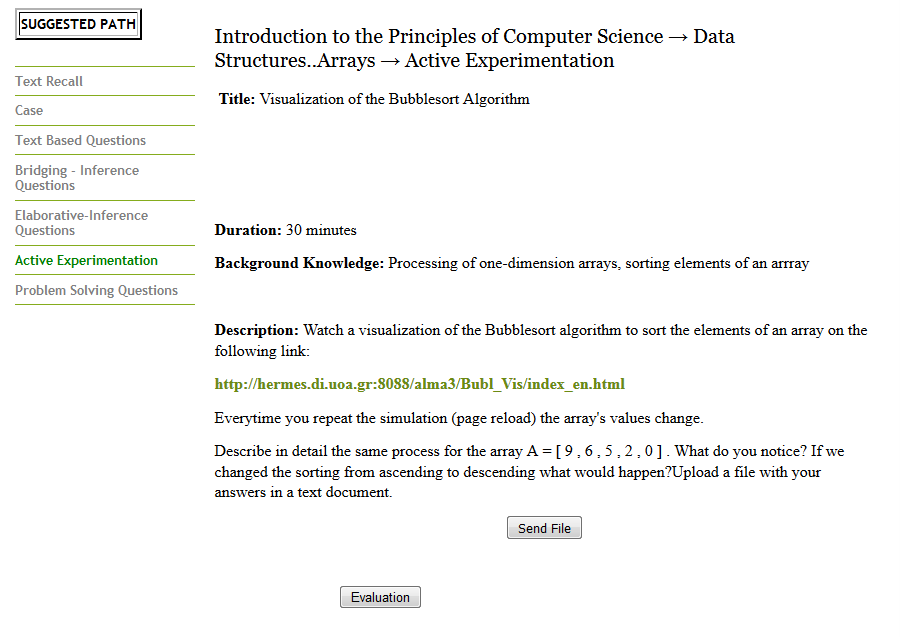 SUGGESTED PATH
Text Recall
Case
Text Based Questions
Bridging - Inference
Questions
Elaborative-Inference
Questions
Active Experimentation
Problem Solving Questions
Introduction to the Principles of Computer Science → Data
Structures..Arrays → Active Experimentation
Title: Visualization of the Bubblesort Algorithm
Duration: 30 minutes
Background Knowledge: Processing of one-dimension arrays, sorting elements of an arrray
Description: Watch a visualization of the Bubblesort algorithm to sort the elements of an array on the
following link:
http://hermes.di.uoa.gr:8088/alma3/Bubl_Vis/index_en.html
Everytime you repeat the simulation (page reload) the array's values change.
Describe in detail the same process for the array A = [ 9 , 6 , 5 , 2 , 0 ] . What do you notice? If we
changed the sorting from ascending to descending what would happen?Upload a file with your
answers in a text document.
Send File
Evaluation